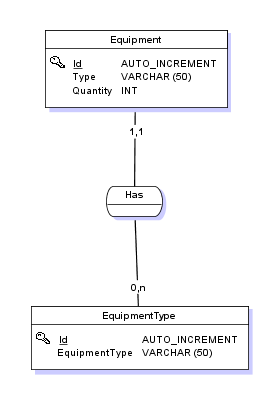 Equipment
Id AUTO_INCREMENT
Type VARCHAR (50)
Quantity INT
1,1
Has
0,n
EquipmentType
Id AUTO_INCREMENT
EquipmentType VARCHAR (50)